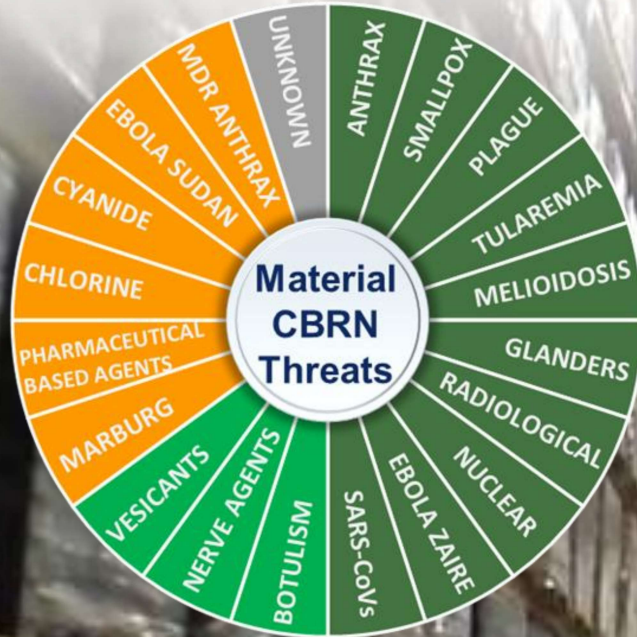 Material
CBRN
Threats
UNKNOWN
ANTHRAX
SMALLPOX
PLAGUE
TULAREMIA
MELIOIDOSIS
GLANDERS
RADIOLOGICAL
NUCLEAR
EBOLA ZAIRE
SARS-CoVs
BOTULISM
NERVE AGENTS
VESICANTS
MARBURG
PHARMACEUTICAL
BASED AGENTS
CHLORINE
CYANIDE
EBOLA SUDAN
MDR ANTHRAX